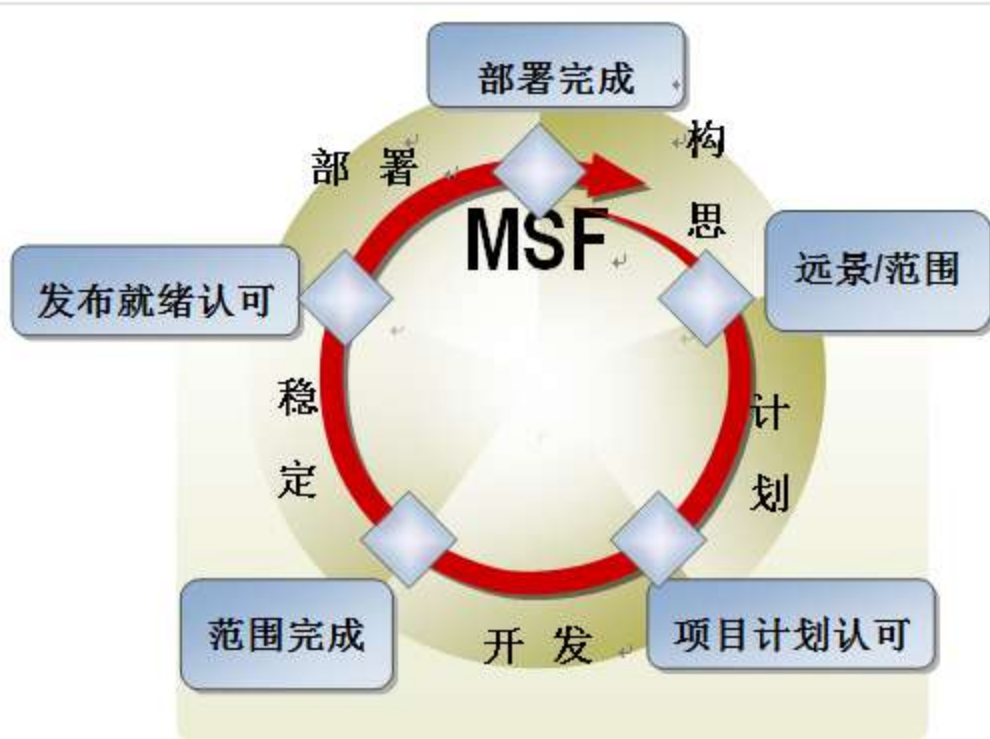 部署完成
构思
部 署
MSF
远景/范围
发布就绪认可
稳定
计划
范围完成
开 发
项目计划认可